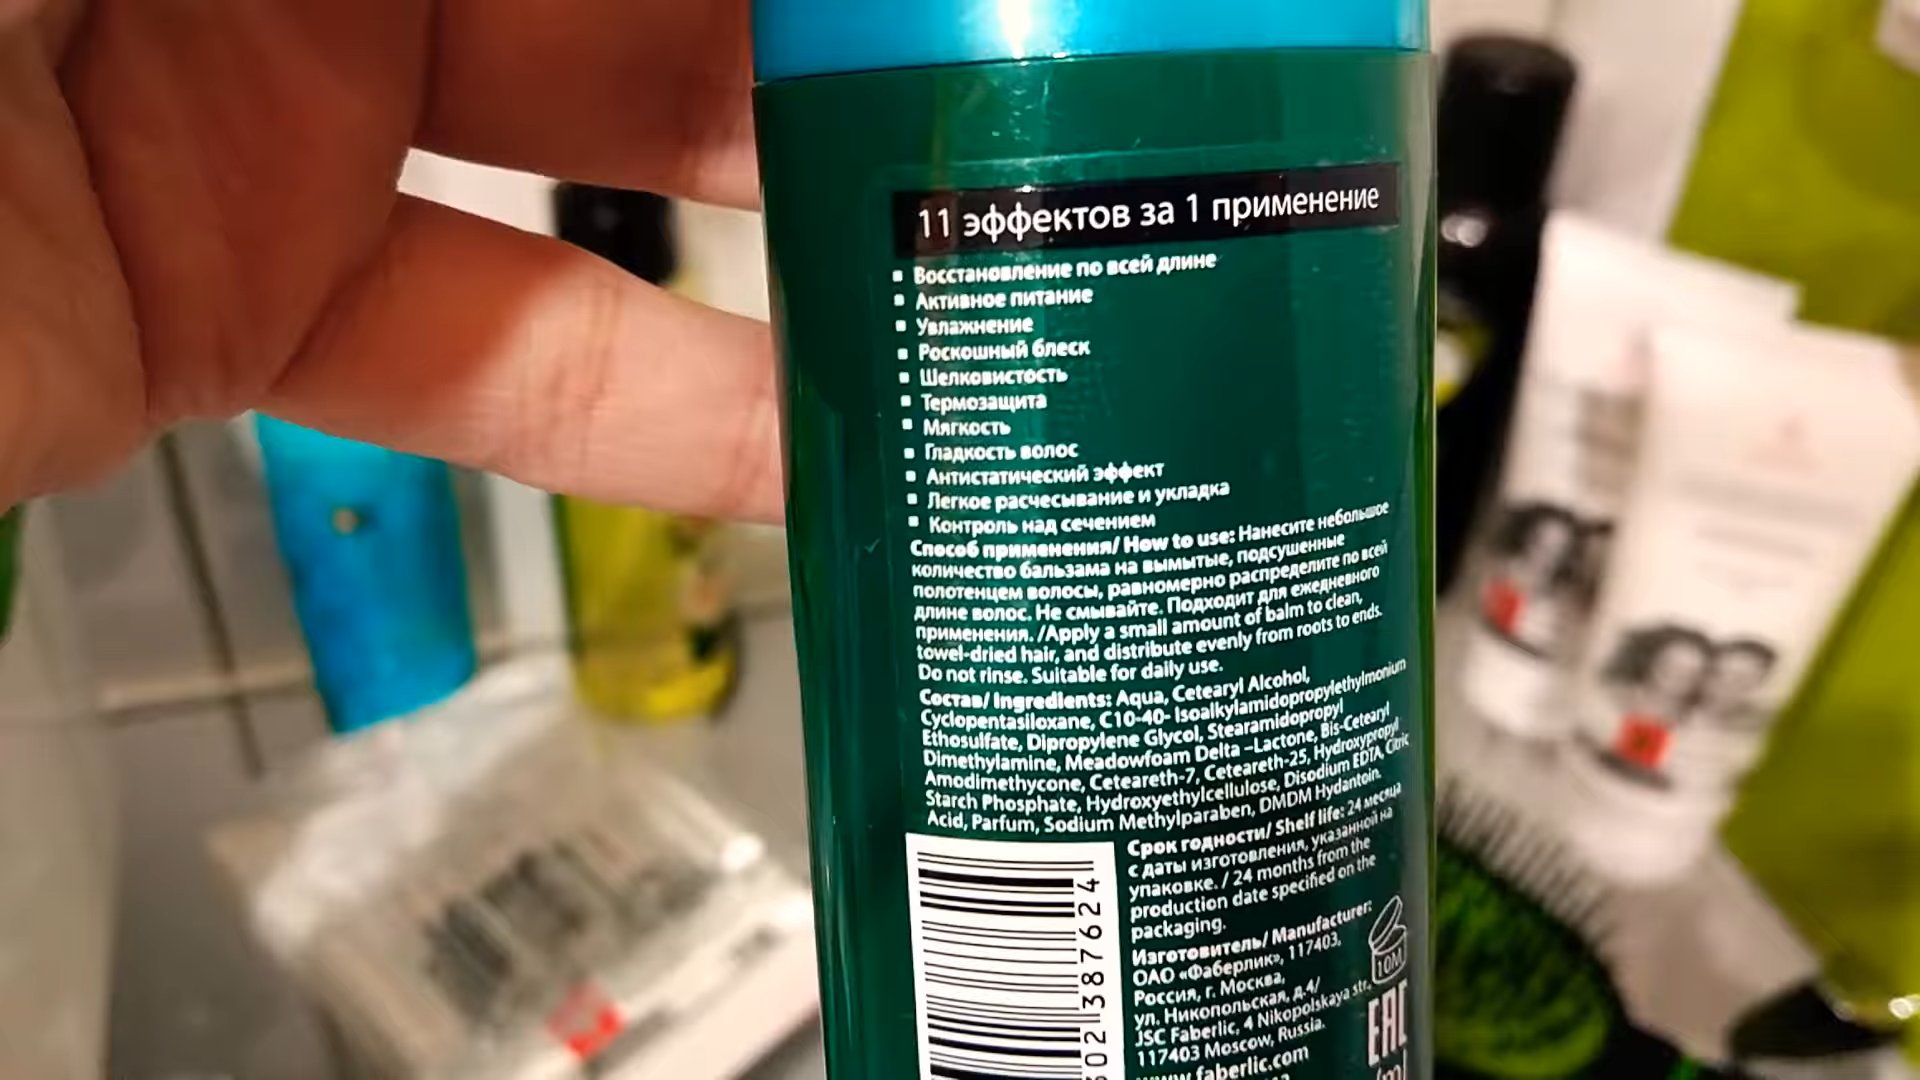 11 эффектов за 1 применение
▪ Восстановление по всей длине
▪ Активное питание
▪ Увлажнение
▪ Роскошный блеск
▪ Шелковистость
▪ Термозащита
▪ Мягкость
▪ Гладкость волос
▪ Антистатический эффект
▪ Легкое расчесывание и укладка
▪ Контроль над сечением
Способ применения/ How to use: Нанесите небольшое
количество бальзама на вымытые, подсушенные
полотенцем волосы, равномерно распределите по всей
длине волос. Не смывайте. Подходит для ежедневного
применения. /Apply a small amount of balm to clean,
towel-dried hair, and distribute evenly from roots to ends.
Do not rinse. Suitable for daily use.
Состав/ Ingredients: Aqua, Cetearyl Alcohol,
Cyclopentasiloxane, C10-40- Isoalkylamidopropylethylmonium
Ethosulfate, Dipropylene Glycol, Stearamidopropyl
Dimethylamine, Meadowfoam Delta –Lactone, Bis-Cetearyl
Amodimethycone, Ceteareth-7, Ceteareth-25, Hydroxypropyl
Starch Phosphate, Hydroxyethylcellulose, Disodium EDTA, Citric
Acid, Parfum, Sodium Methylparaben, DMDM Hydantoin.
Срок годности/ Shelf life: 24 месяца
с даты изготовления, указанной на
упаковке. / 24 months from the
production date specified on the
packaging.
Изготовитель/ Manufacturer:
ОАО «Фаберлик», 117403,
Россия, г. Москва,
ул. Никопольская, д.4/
JSC Faberlic, 4 Nikopolskaya str.,
117403 Moscow, Russia.
www.faberlic.com
10M
EAC
302 387624